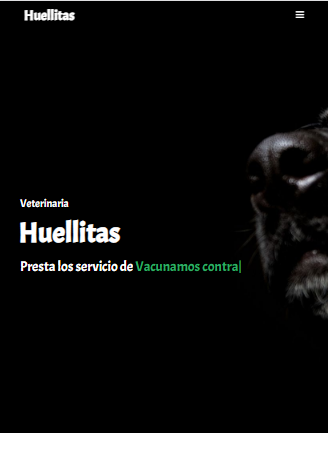 Huellitas
Veterinaria
Huellitas
Presta los servicio de Vacunamos contra|